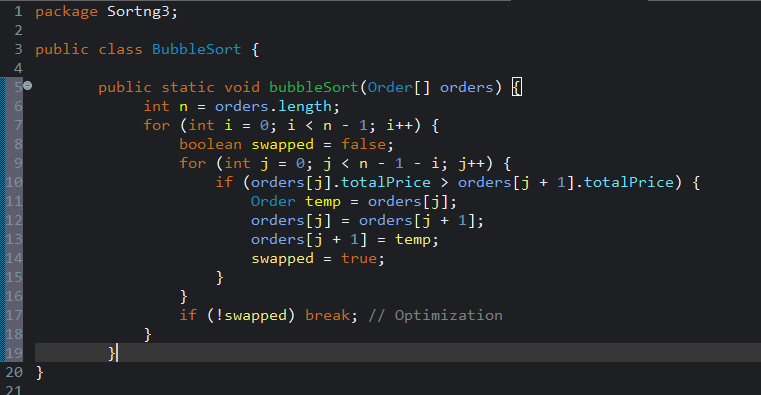 1 package Sortng3;
2
3 public class BubbleSort {
4
5 public static void bubbleSort(Order[] orders) {
6 int n = orders.length;
7 for (int i = 0; i < n - 1; i++) {
8 boolean swapped = false;
9 for (int j = 0; j < n - 1 - i; j++) {
10 if (orders[j].totalPrice > orders[j + 1].totalPrice) {
11 Order temp = orders[j];
12 orders[j] = orders[j + 1];
13 orders[j + 1] = temp;
14 swapped = true;
15 }
16 }
17 if (!swapped) break; // Optimization
18 }
19 }
20 }
21